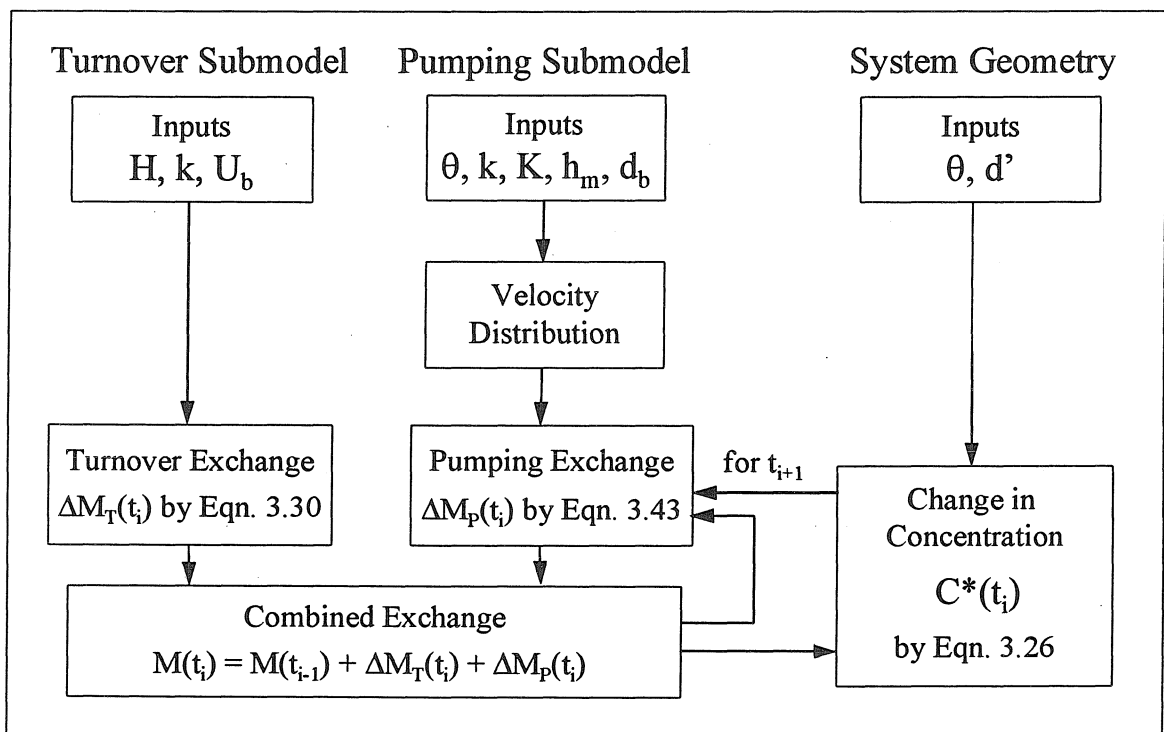 Turnover Submodel
Inputs
H, k, U_b
Turnover Exchange
ΔM_T(t_i) by Eqn. 3.30
Pumping Submodel
Inputs
θ, k, K, h_m, d_b
Velocity
Distribution
Pumping Exchange
ΔM_P(t_i) by Eqn. 3.43
System Geometry
Inputs
θ, d’
for t_{i+1}
Change in
Concentration
C*(t_i)
by Eqn. 3.26
Combined Exchange
M(t_i) = M(t_{i-1}) + ΔM_T(t_i) + ΔM_P(t_i)